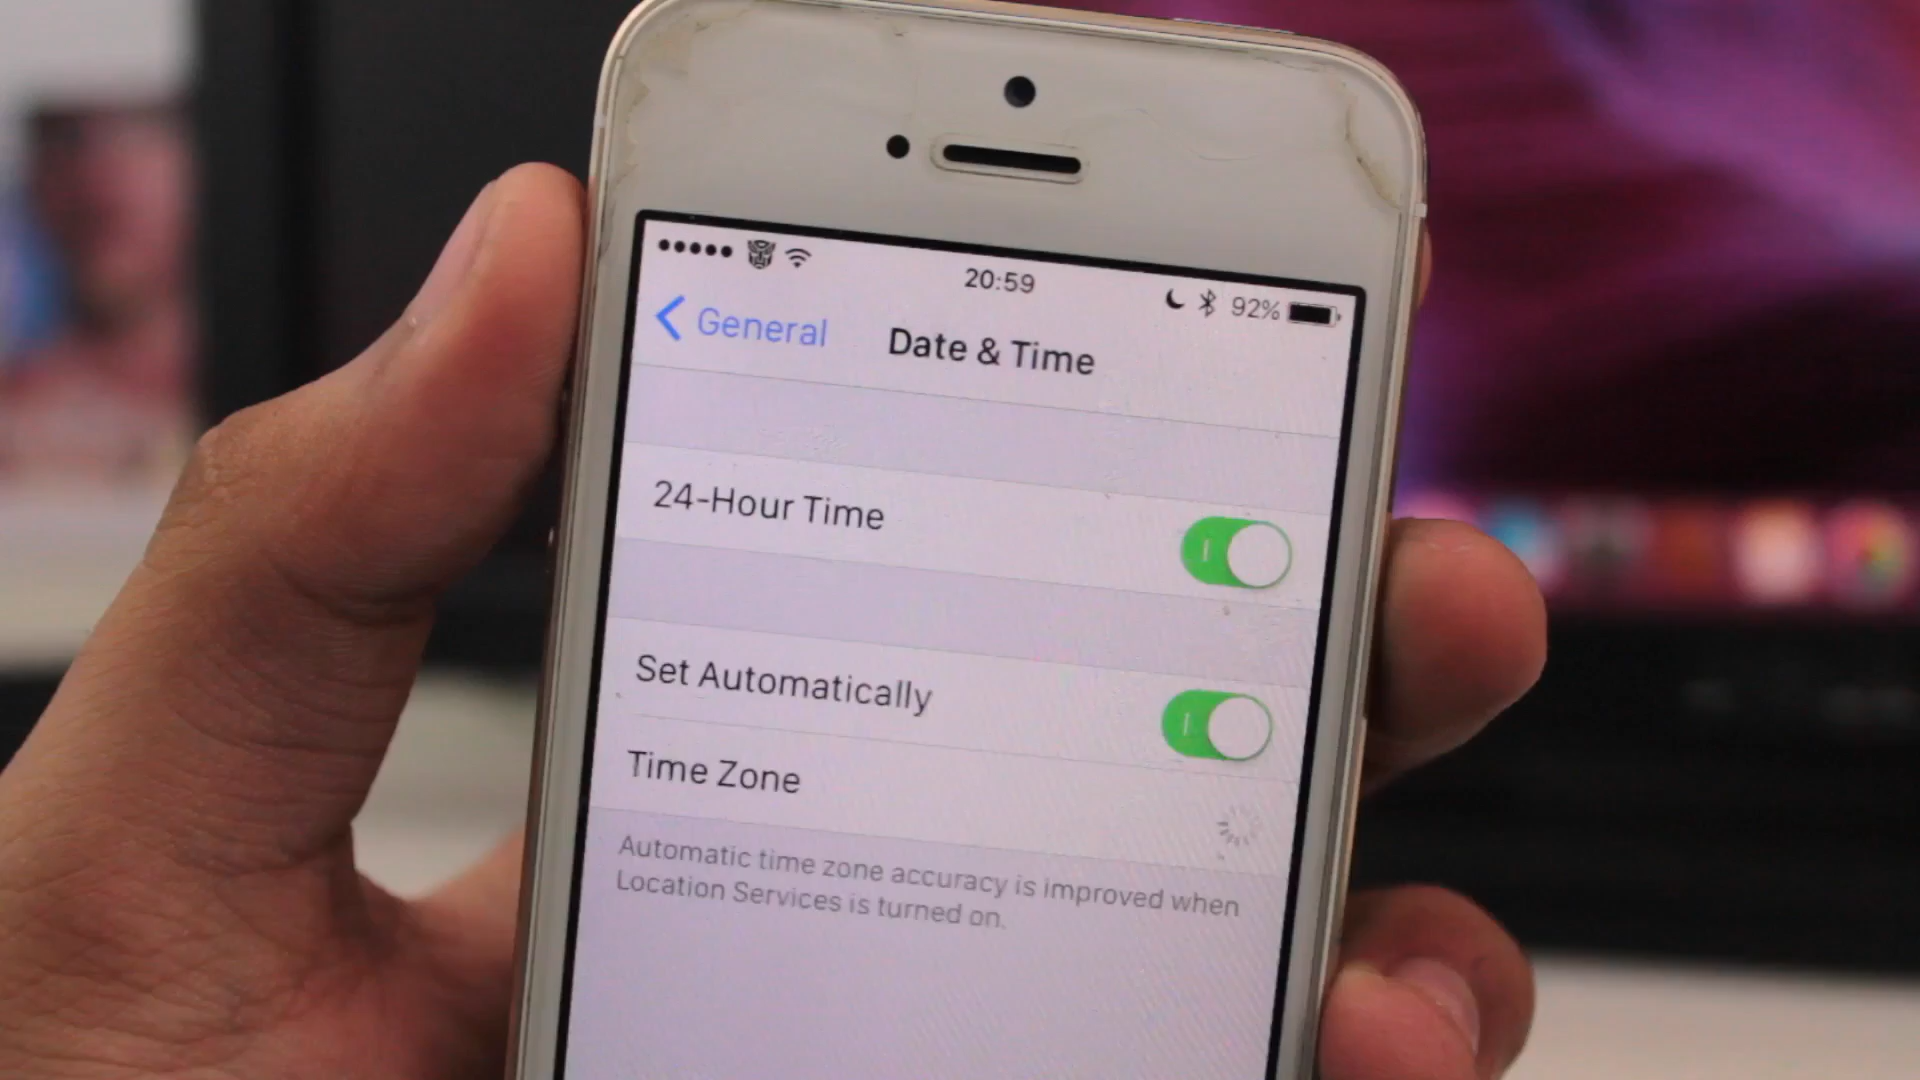 20:59
92%
General
Date & Time
24-Hour Time
Set Automatically
Time Zone
Automatic time zone accuracy is improved when
Location Services is turned on.